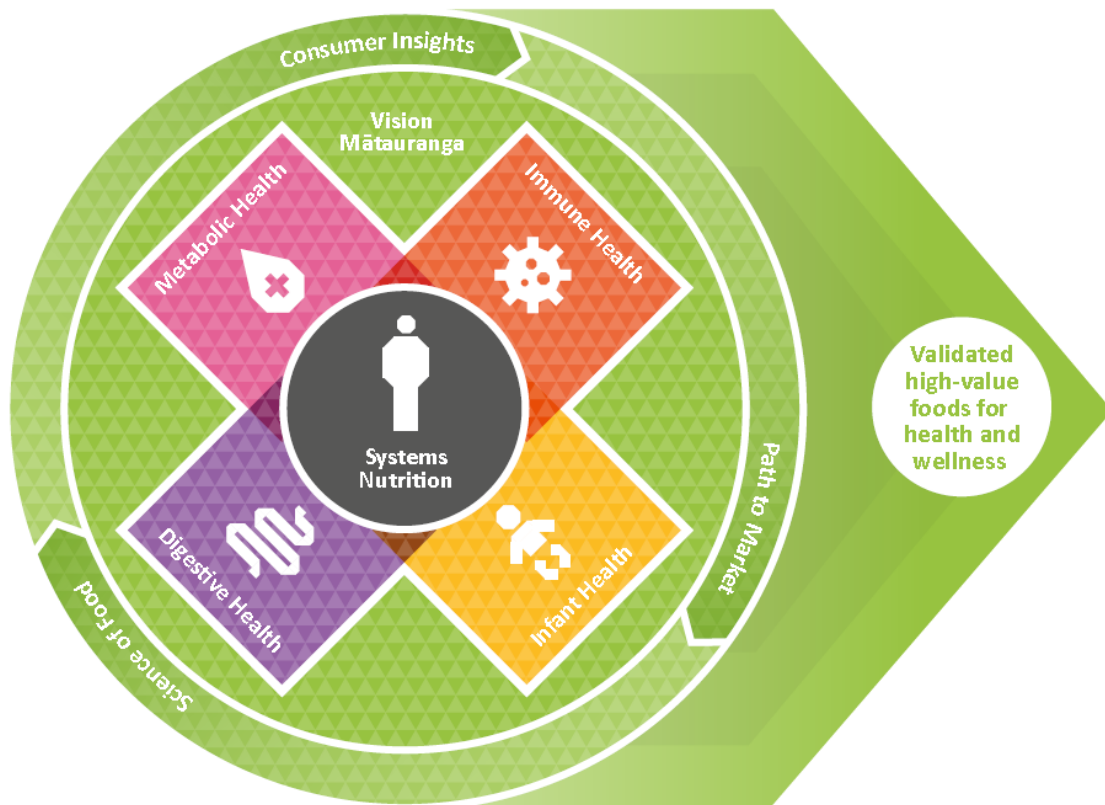 Consumer Insights
Vision
Mātauranga
Metabolic Health
Immune Health
Systems
Nutrition
Digestive Health
Infant Health
Science of Food
Path to Market
Validated
high-value
foods for
health and
wellness